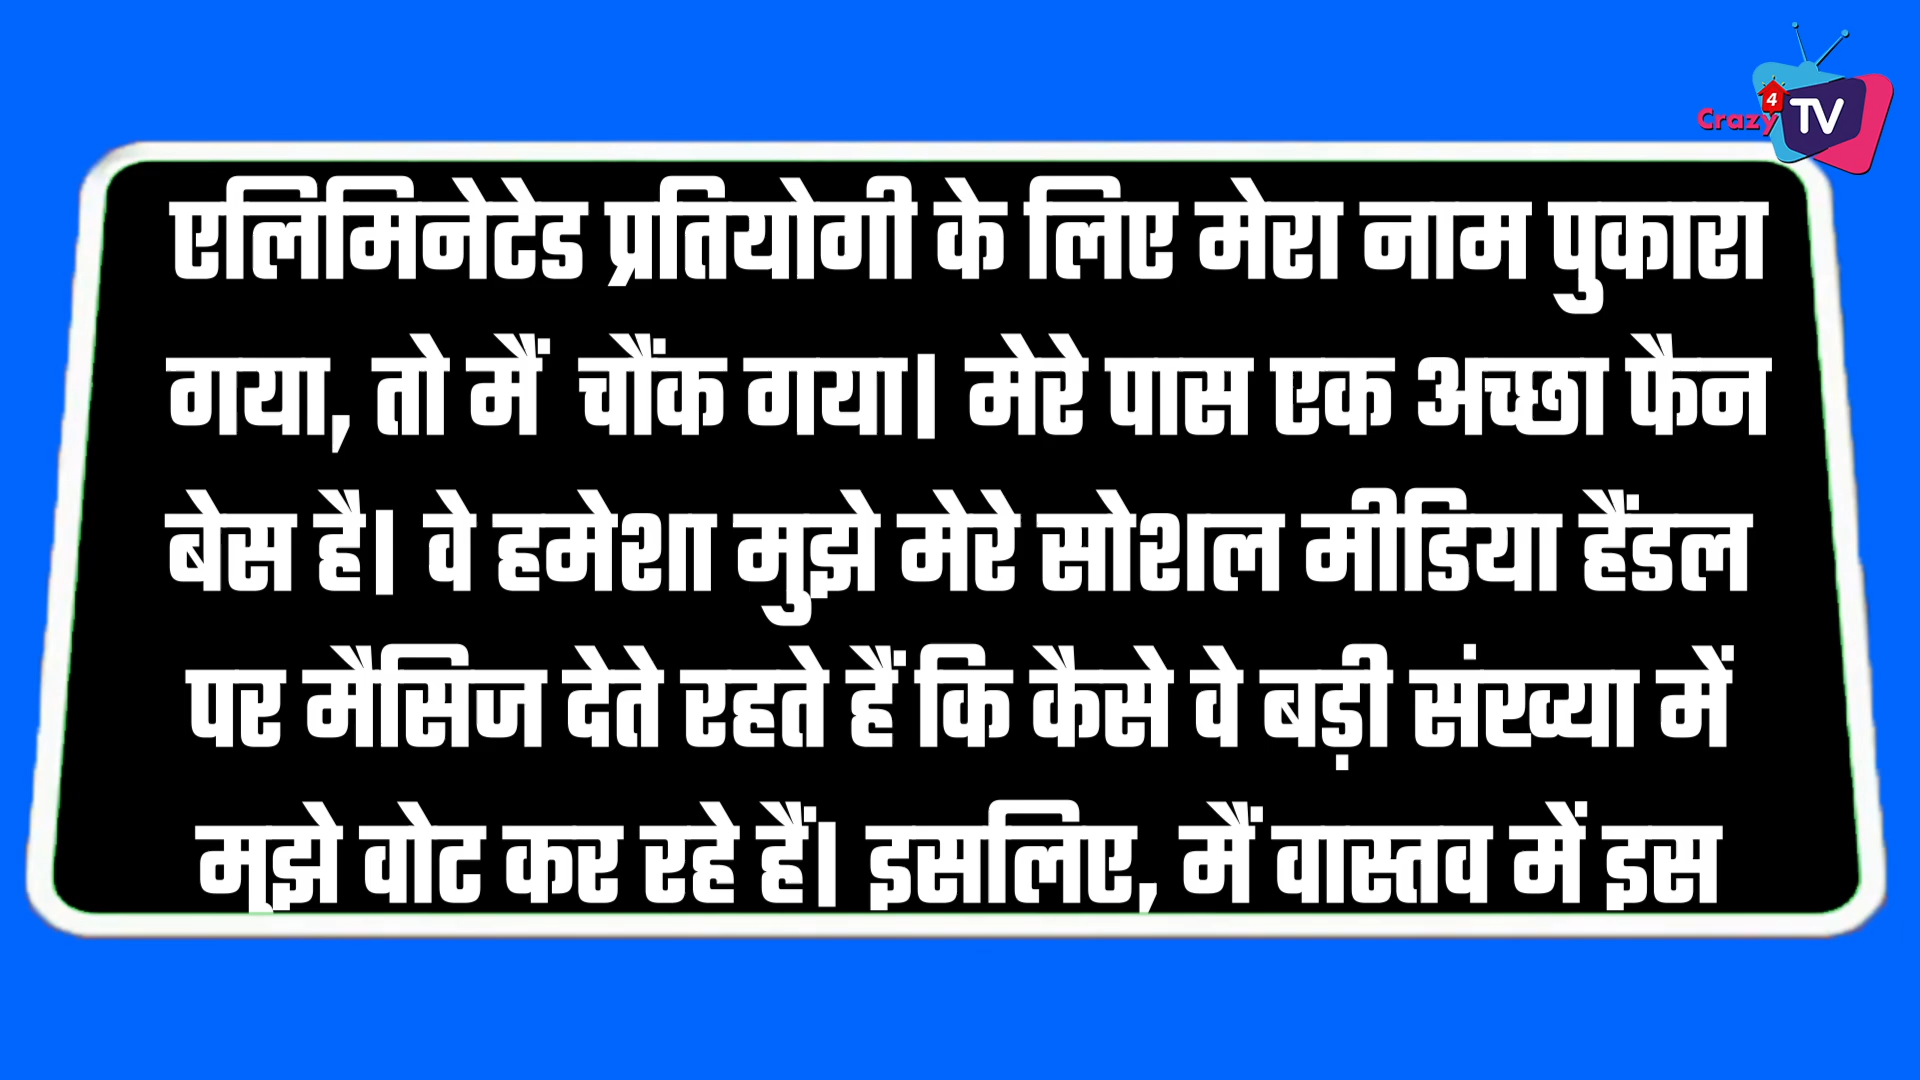 Crazy 4 TV
एलिमिनेटेड प्रतियोगी के लिए मेरा नाम पुकारा
गया, तो मैं चौंक गया। मेरे पास एक अच्छा फैन
बेस है। वे हमेशा मुझे मेरे सोशल मीडिया हैंडल
पर मैसिज देते रहते हैं कि कैसे वे बड़ी संख्या में
मुझे वोट कर रहे हैं। इसलिए, मैं वास्तव में इस